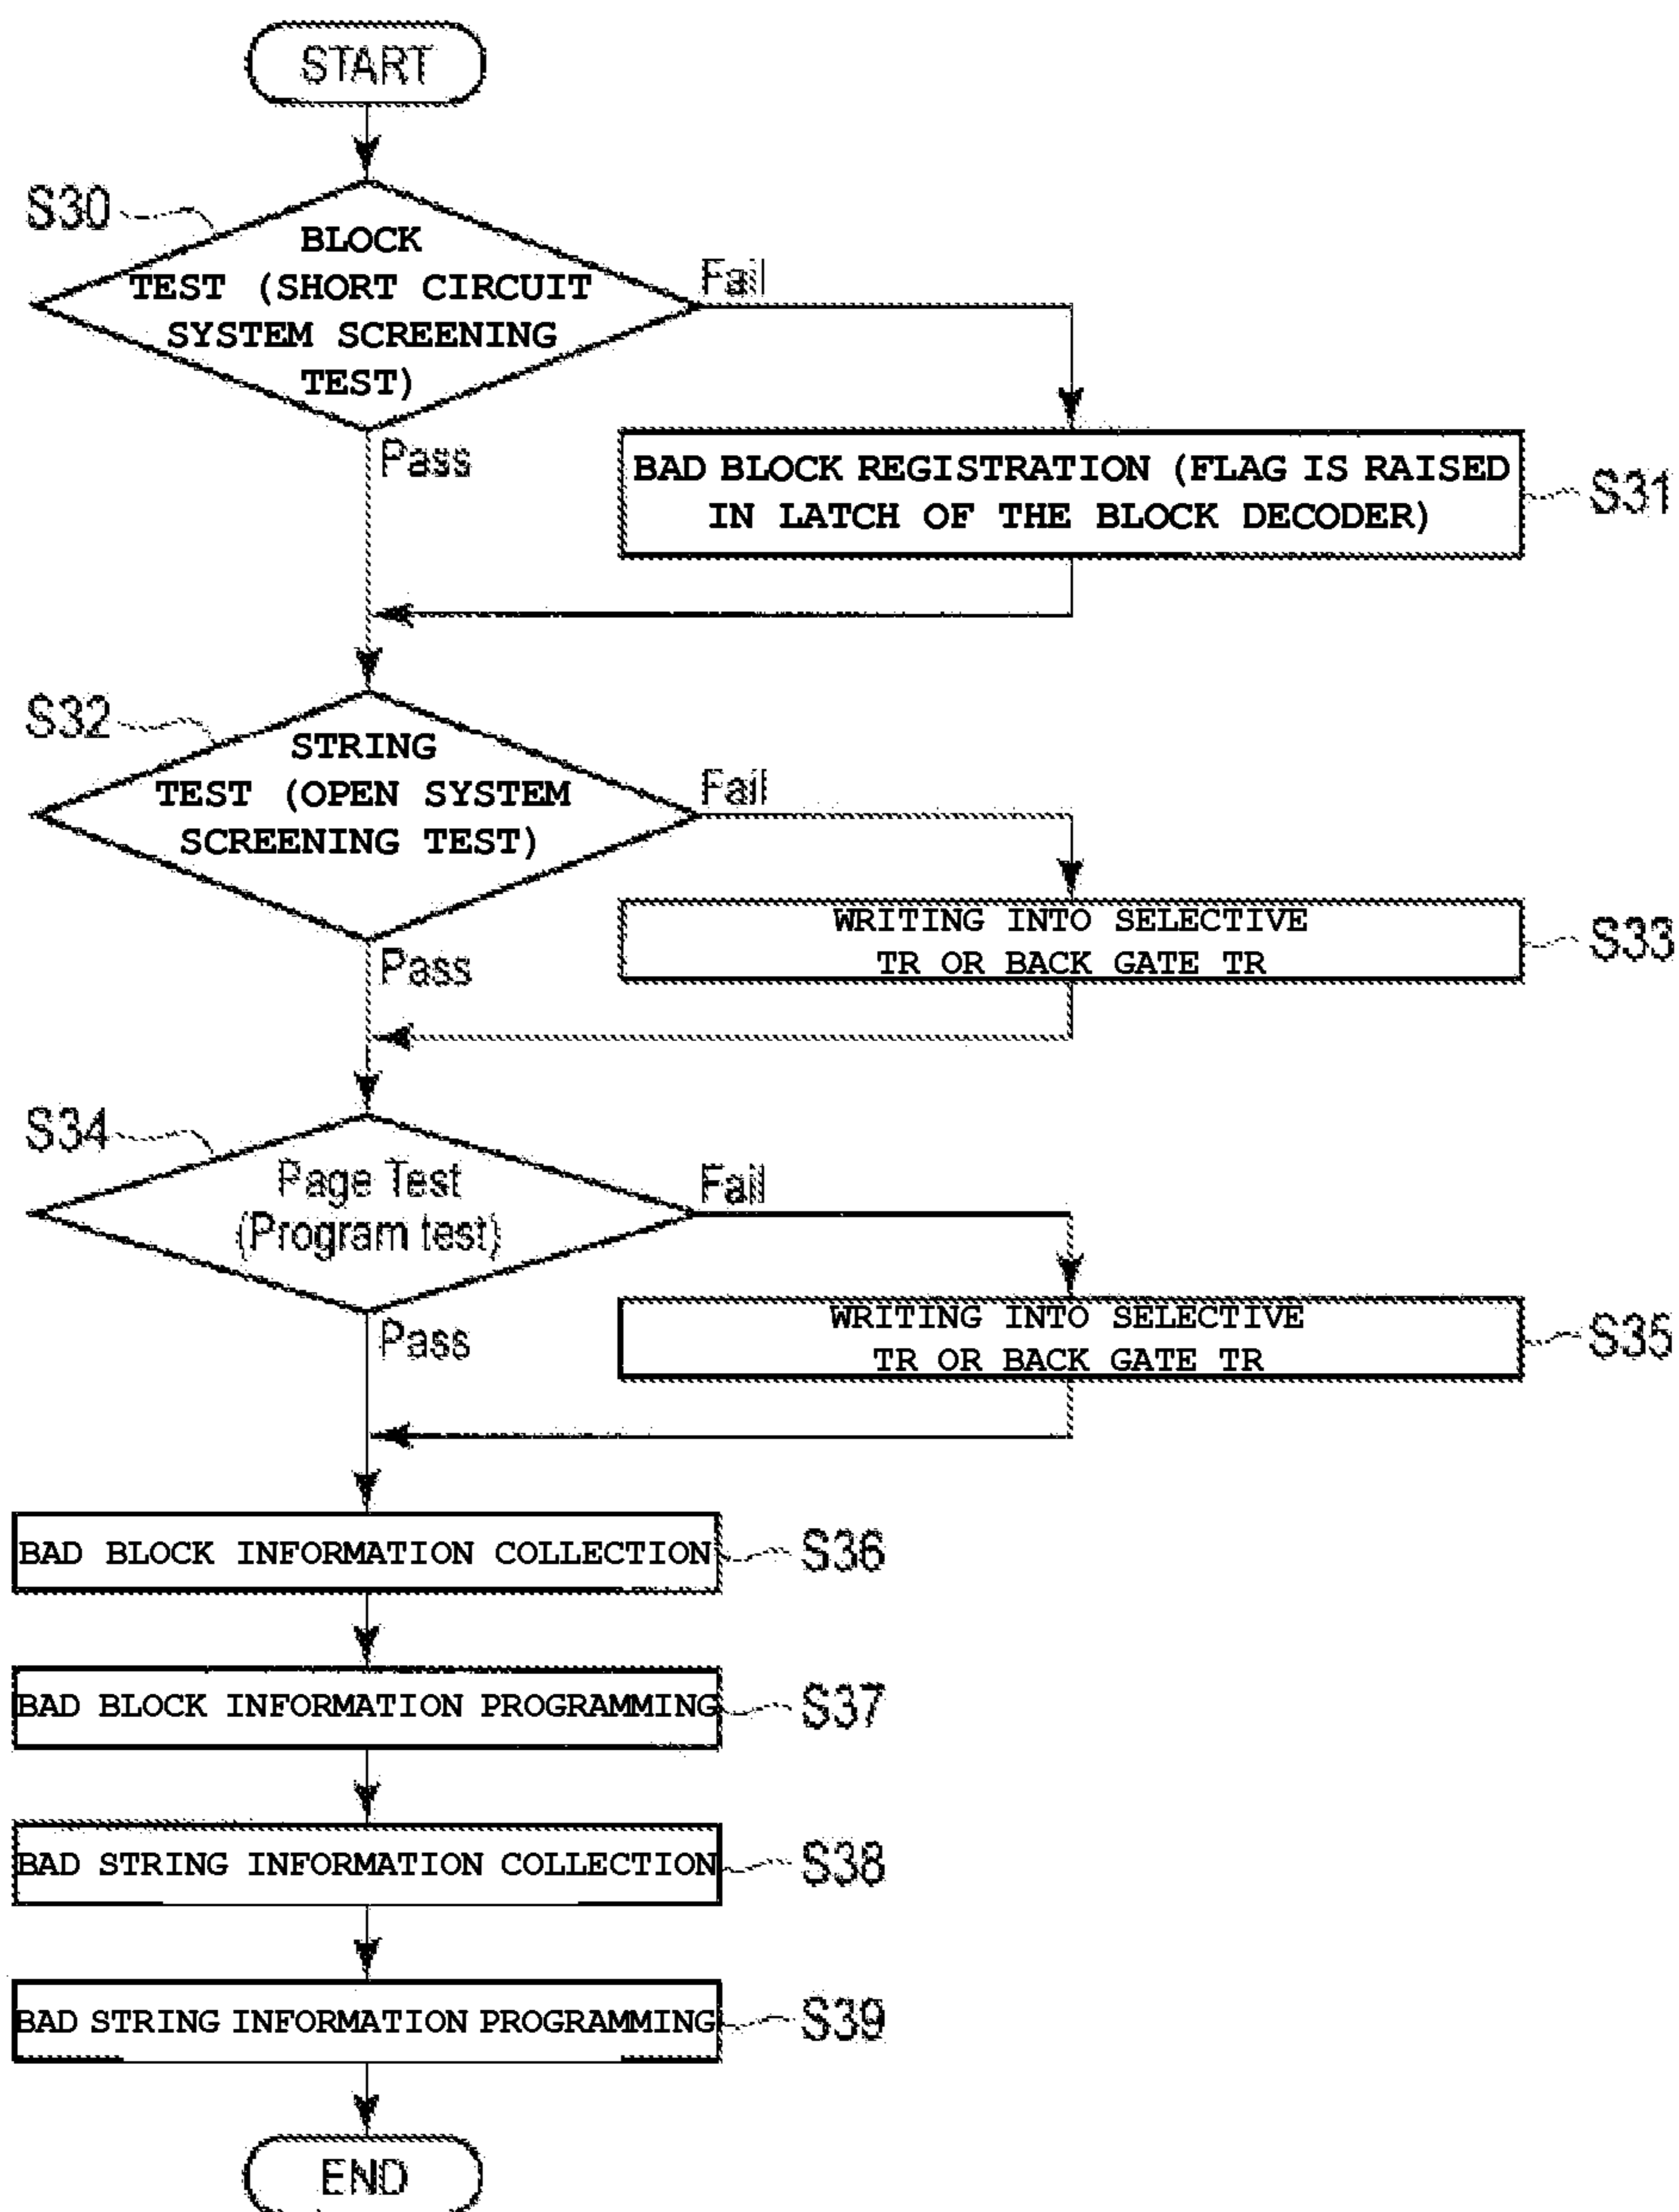 START
S30
BLOCK
TEST (SHORT CIRCUIT
SYSTEM SCREENING
TEST)
Fail
Pass
BAD BLOCK REGISTRATION (FLAG IS RAISED
IN LATCH OF THE BLOCK DECODER)
S31
S32
STRING
TEST (OPEN SYSTEM
SCREENING TEST)
Fail
Pass
WRITING INTO SELECTIVE
TR OR BACK GATE TR
S33
S34
Page Test
(Program test)
Fail
Pass
WRITING INTO SELECTIVE
TR OR BACK GATE TR
S35
BAD BLOCK INFORMATION COLLECTION
S36
BAD BLOCK INFORMATION PROGRAMMING
S37
BAD STRING INFORMATION COLLECTION
S38
BAD STRING INFORMATION PROGRAMMING
S39
END